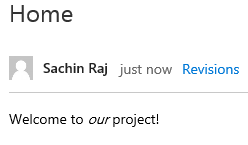 Home
Sachin Raj just now Revisions
Welcome to our project!